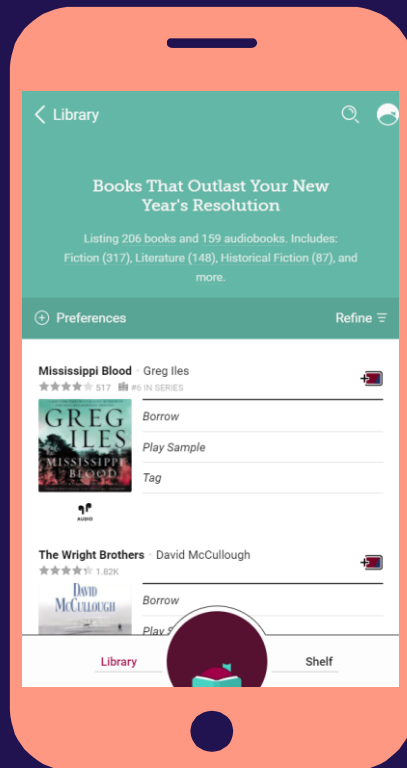 Library
Books That Outlast Your New
Year's Resolution
Listing 206 books and 159 audiobooks. Includes:
Fiction (317), Literature (148), Historical Fiction (87), and
more.
Preferences
Refine
Mississippi Blood · Greg Iles
517 #6 IN SERIES
GREG
ILES
MISSISSIPPI
BLOOD
Borrow
Play Sample
Tag
AUDIO
The Wright Brothers · David McCullough
1.82K
DAVID
McCULLOUGH
Borrow
Play S
Library
Shelf